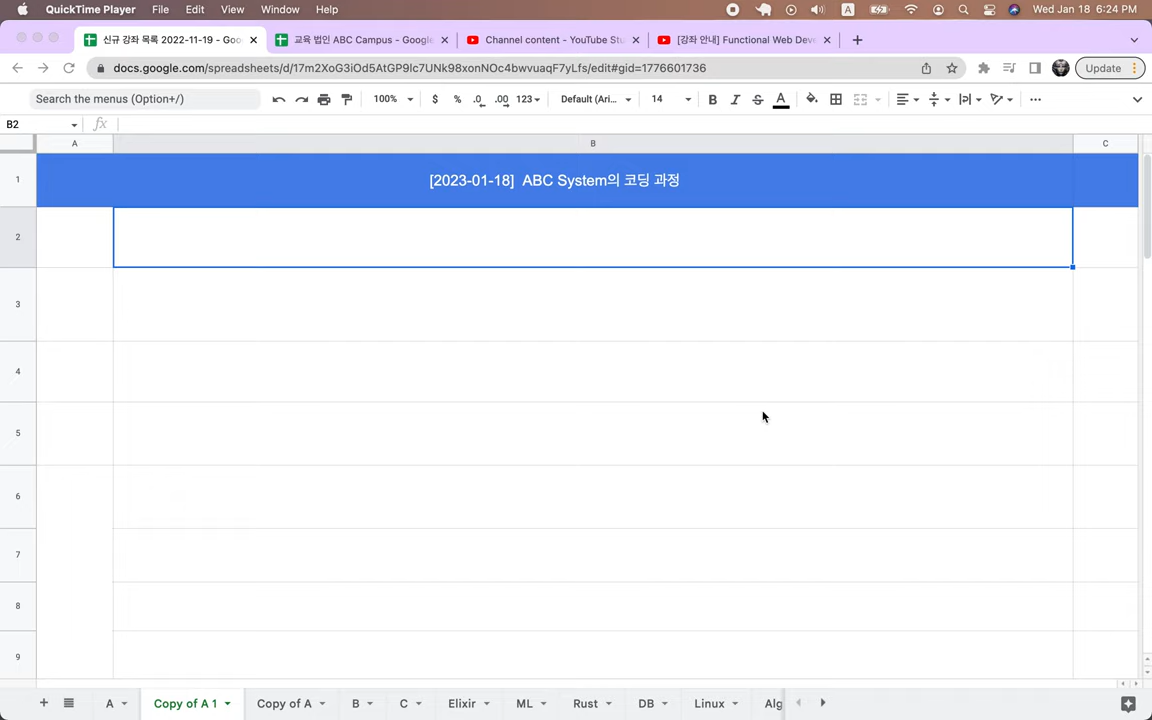 QuickTime Player File Edit View Window Help A Wed Jan 18 6:24 PM
신규 강좌 목록 2022-11-19 - Goo
교육 법인 ABC Campus - Google
Channel content - YouTube Stu
[강좌 안내] Functional Web Deve
docs.google.com/spreadsheets/d/17m2XoG3iOd5AtGP9lc7UNk98xonNOc4bwvuaqF7yLfs/edit#gid=1776601736
Update
Search the menus (Option+/) 100% $ % .0 .00 123 Default (Ari... 14 B I S A
B2 fx
A B C
1 [2023-01-18] ABC System의 코딩 과정
2
3
4
5
6
7
8
9
A Copy of A 1 Copy of A B C Elixir ML Rust DB Linux Alg